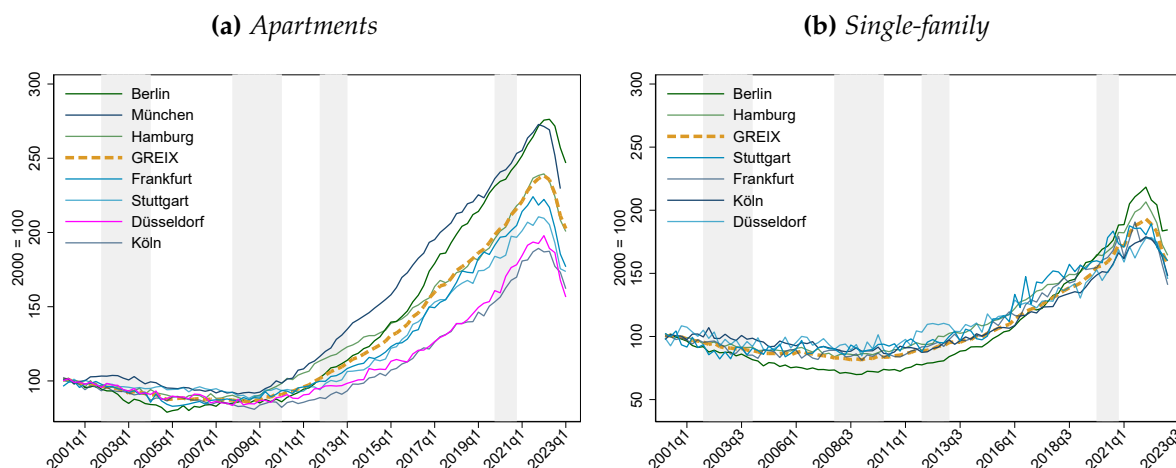 (a) Apartments
300
250
200
150
100
2000 = 100
Berlin
München
Hamburg
GREIX
Frankfurt
Stuttgart
Düsseldorf
Köln
2001q1
2003q1
2005q1
2007q1
2009q1
2011q1
2013q1
2015q1
2017q1
2019q1
2021q1
2023q1
(b) Single-family
300
250
200
150
100
50
2000 = 100
Berlin
Hamburg
GREIX
Stuttgart
Frankfurt
Köln
Düsseldorf
2001q1
2003q3
2006q1
2008q3
2011q1
2013q3
2016q1
2018q3
2021q1
2023q3